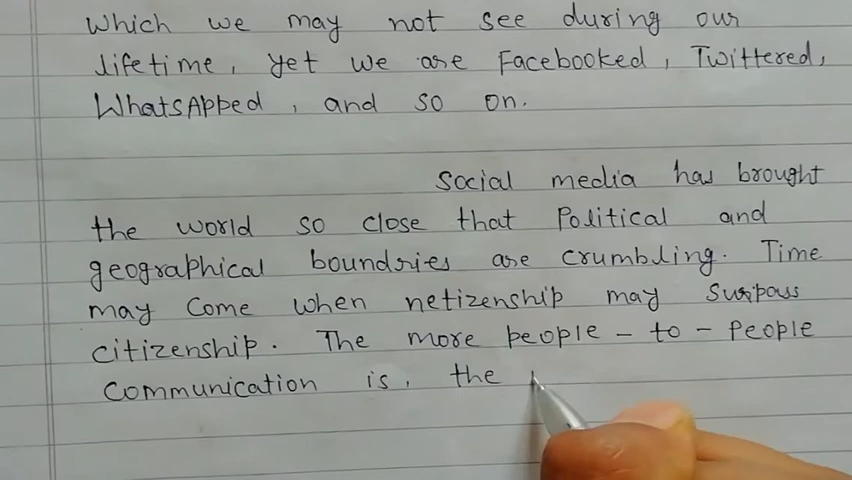 which we may not see during our
lifetime, yet we are Facebooked, Twittered,
WhatsApped, and so on.
Social media has brought
the world so close that Political and
geographical boundries are crumbling. Time
may come when netizenship may surpass
citizenship. The more people - to - people
communication is, the